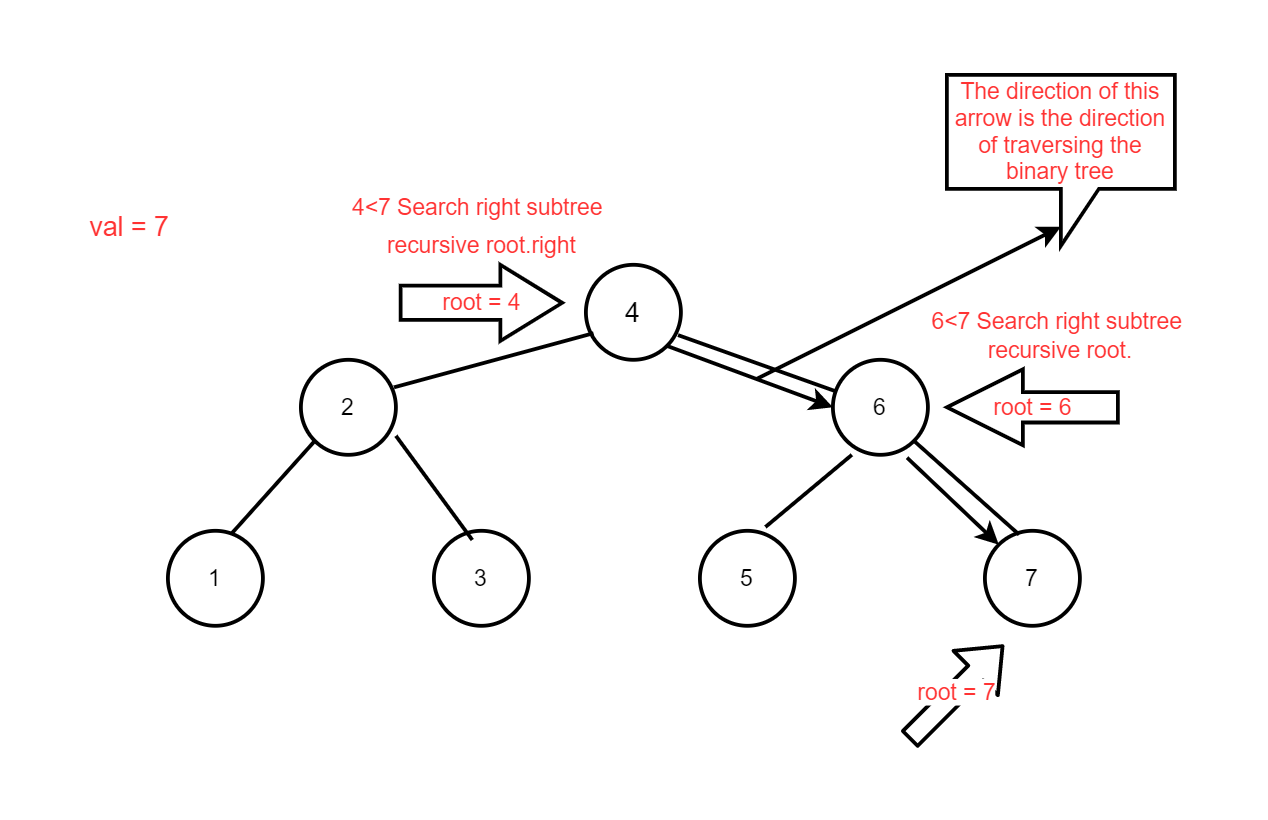 The direction of this
arrow is the direction
of traversing the
binary tree
4<7 Search right subtree
val = 7
recursive root.right
root = 4
4
6<7 Search right subtree
recursive root.
2
6
root = 6
1
3
5
7
root = 7